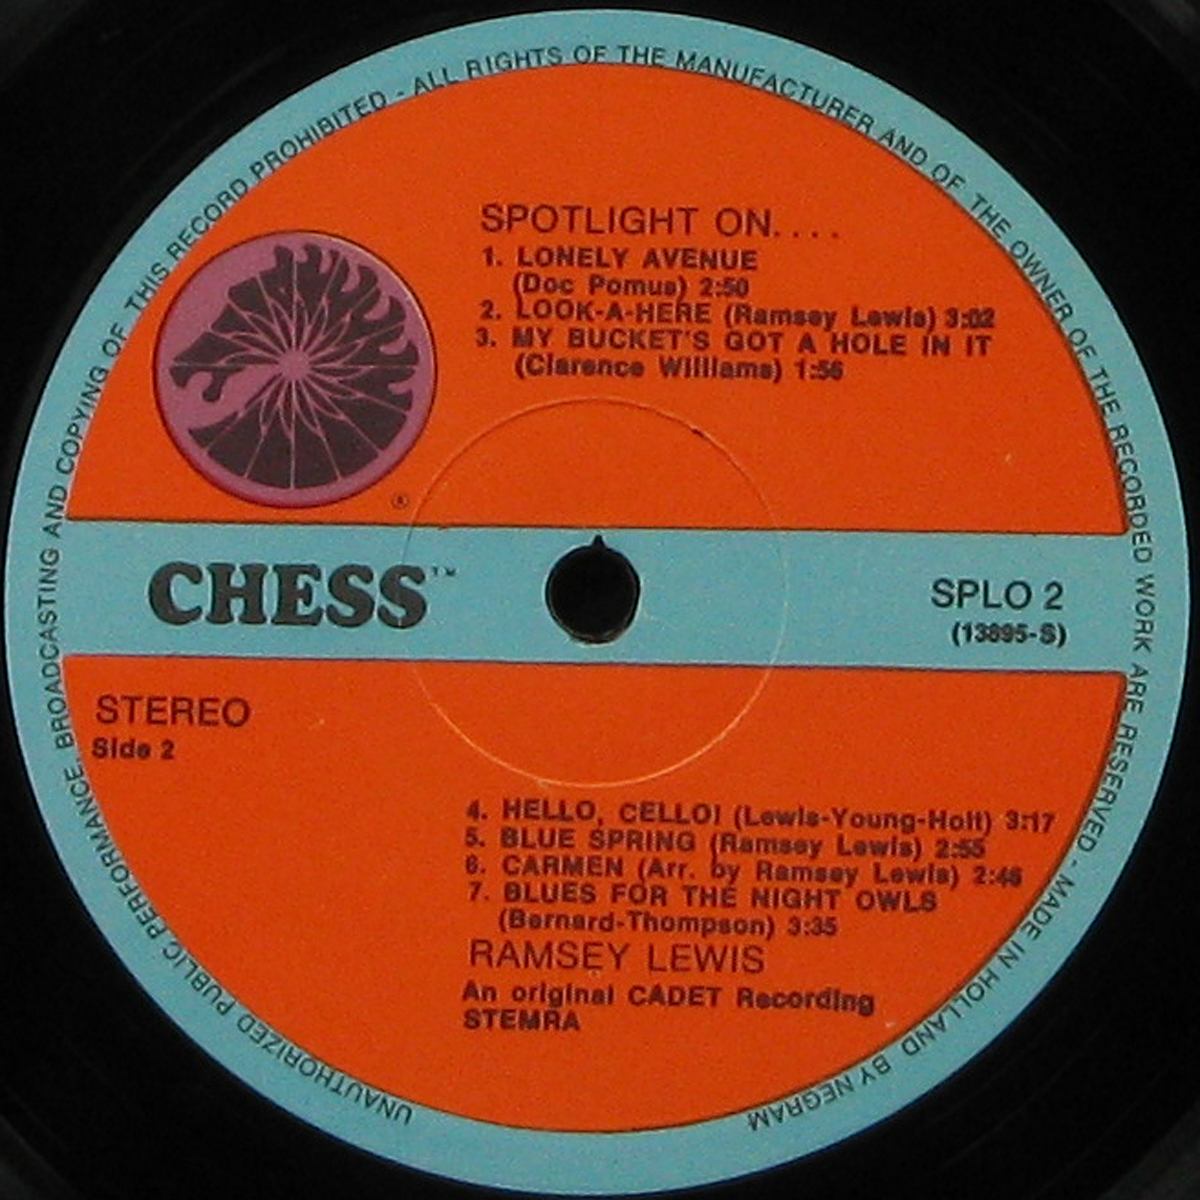 UNAUTHORIZED PUBLIC PERFORMANCE, BROADCASTING AND COPYING OF THIS RECORD PROHIBITED - ALL RIGHTS OF THE MANUFACTURER AND OF THE OWNER OF THE RECORDED WORK ARE RESERVED - MADE IN HOLLAND BY NEGRAM
SPOTLIGHT ON....
1. LONELY AVENUE
(Doc Pomus) 2:50
2. LOOK-A-HERE (Ramsey Lewis) 3:02
3. MY BUCKET'S GOT A HOLE IN IT
(Clarence Williams) 1:56
®
CHESS™
SPLO 2
(13895-S)
STEREO
Side 2
4. HELLO, CELLO! (Lewis-Young-Holt) 3:17
5. BLUE SPRING (Ramsey Lewis) 2:55
6. CARMEN (Arr. by Ramsey Lewis) 2:46
7. BLUES FOR THE NIGHT OWLS
(Bernard-Thompson) 3:35
RAMSEY LEWIS
An original CADET Recording
STEMRA